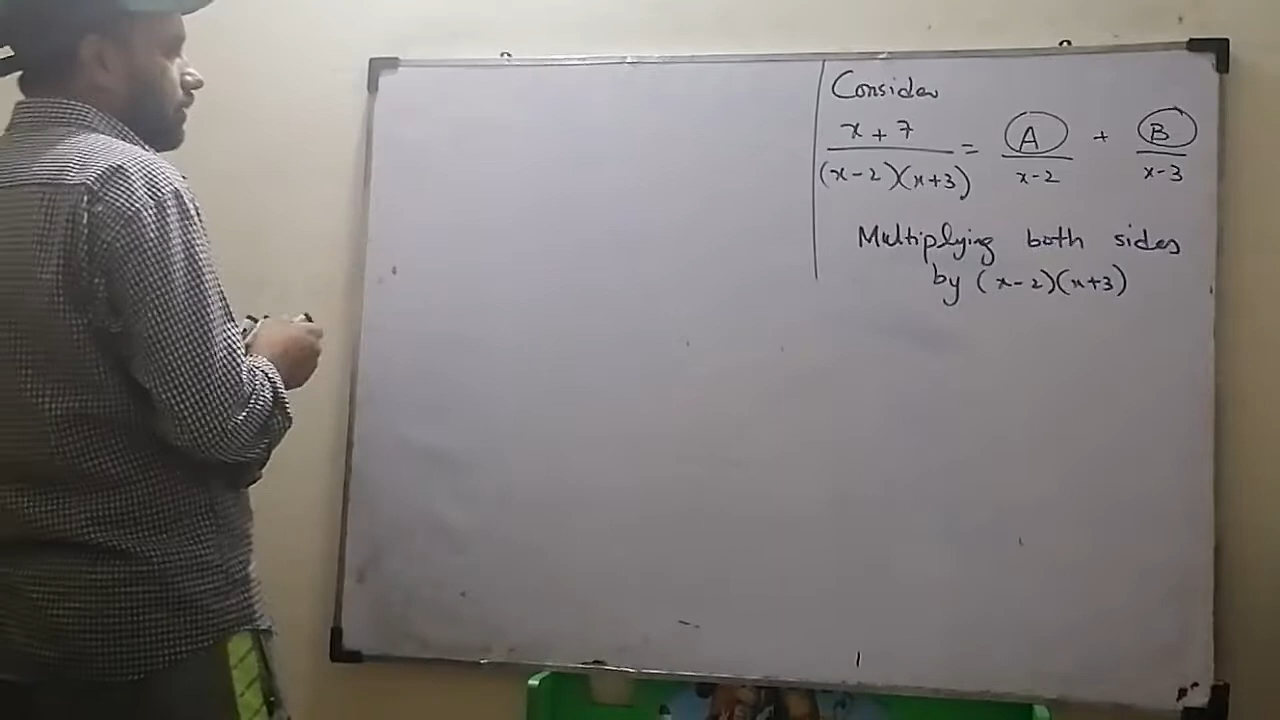 Consider
x + 7 / (x-2)(x+3) = A / x-2 + B / x-3
Multiplying both sides
by (x-2)(x+3)